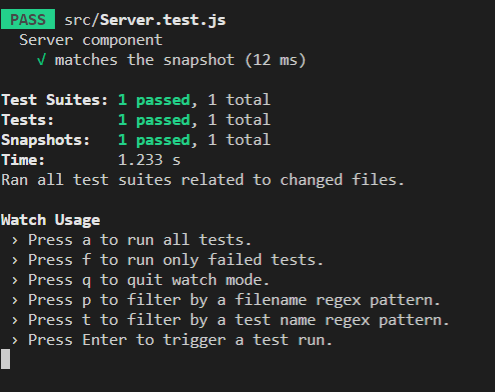 PASS src/Server.test.js
Server component
√ matches the snapshot (12 ms)
Test Suites: 1 passed, 1 total
Tests: 1 passed, 1 total
Snapshots: 1 passed, 1 total
Time: 1.233 s
Ran all test suites related to changed files.
Watch Usage
› Press a to run all tests.
› Press f to run only failed tests.
› Press q to quit watch mode.
› Press p to filter by a filename regex pattern.
› Press t to filter by a test name regex pattern.
› Press Enter to trigger a test run.